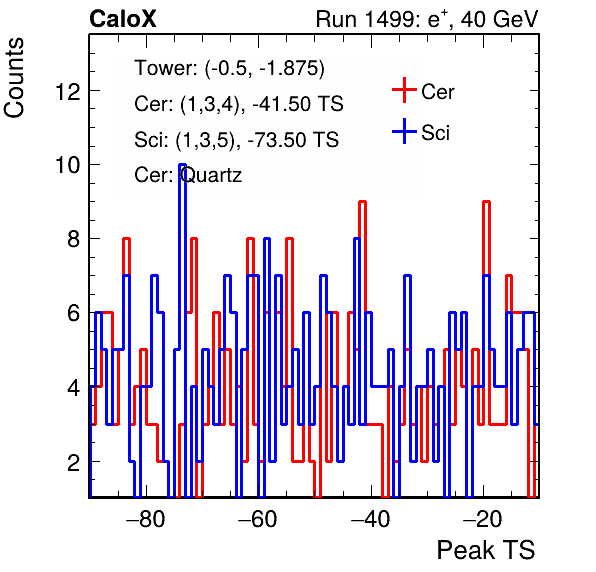 CaloX
Run 1499: e+, 40 GeV
Counts
Tower: (-0.5, -1.875)
Cer: (1,3,4), -41.50 TS
Sci: (1,3,5), -73.50 TS
Cer: Quartz
Cer
Sci
12
10
8
6
4
2
−80
−60
−40
−20
Peak TS